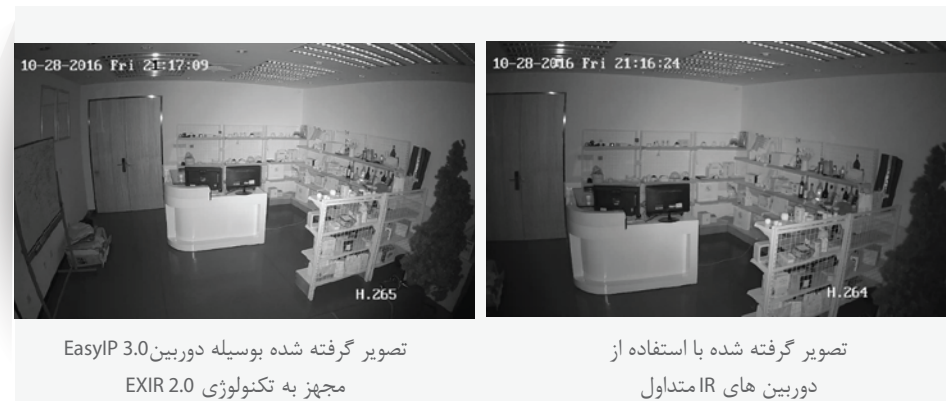 10-28-2016 Fri 21:17:09
H.265
10-28-2016 Fri 21:16:24
H.264
تصویر گرفته شده بوسیله دوربین EasyIP 3.0
مجهز به تکنولوژی EXIR 2.0
تصویر گرفته شده با استفاده از
دوربین های IR متداول